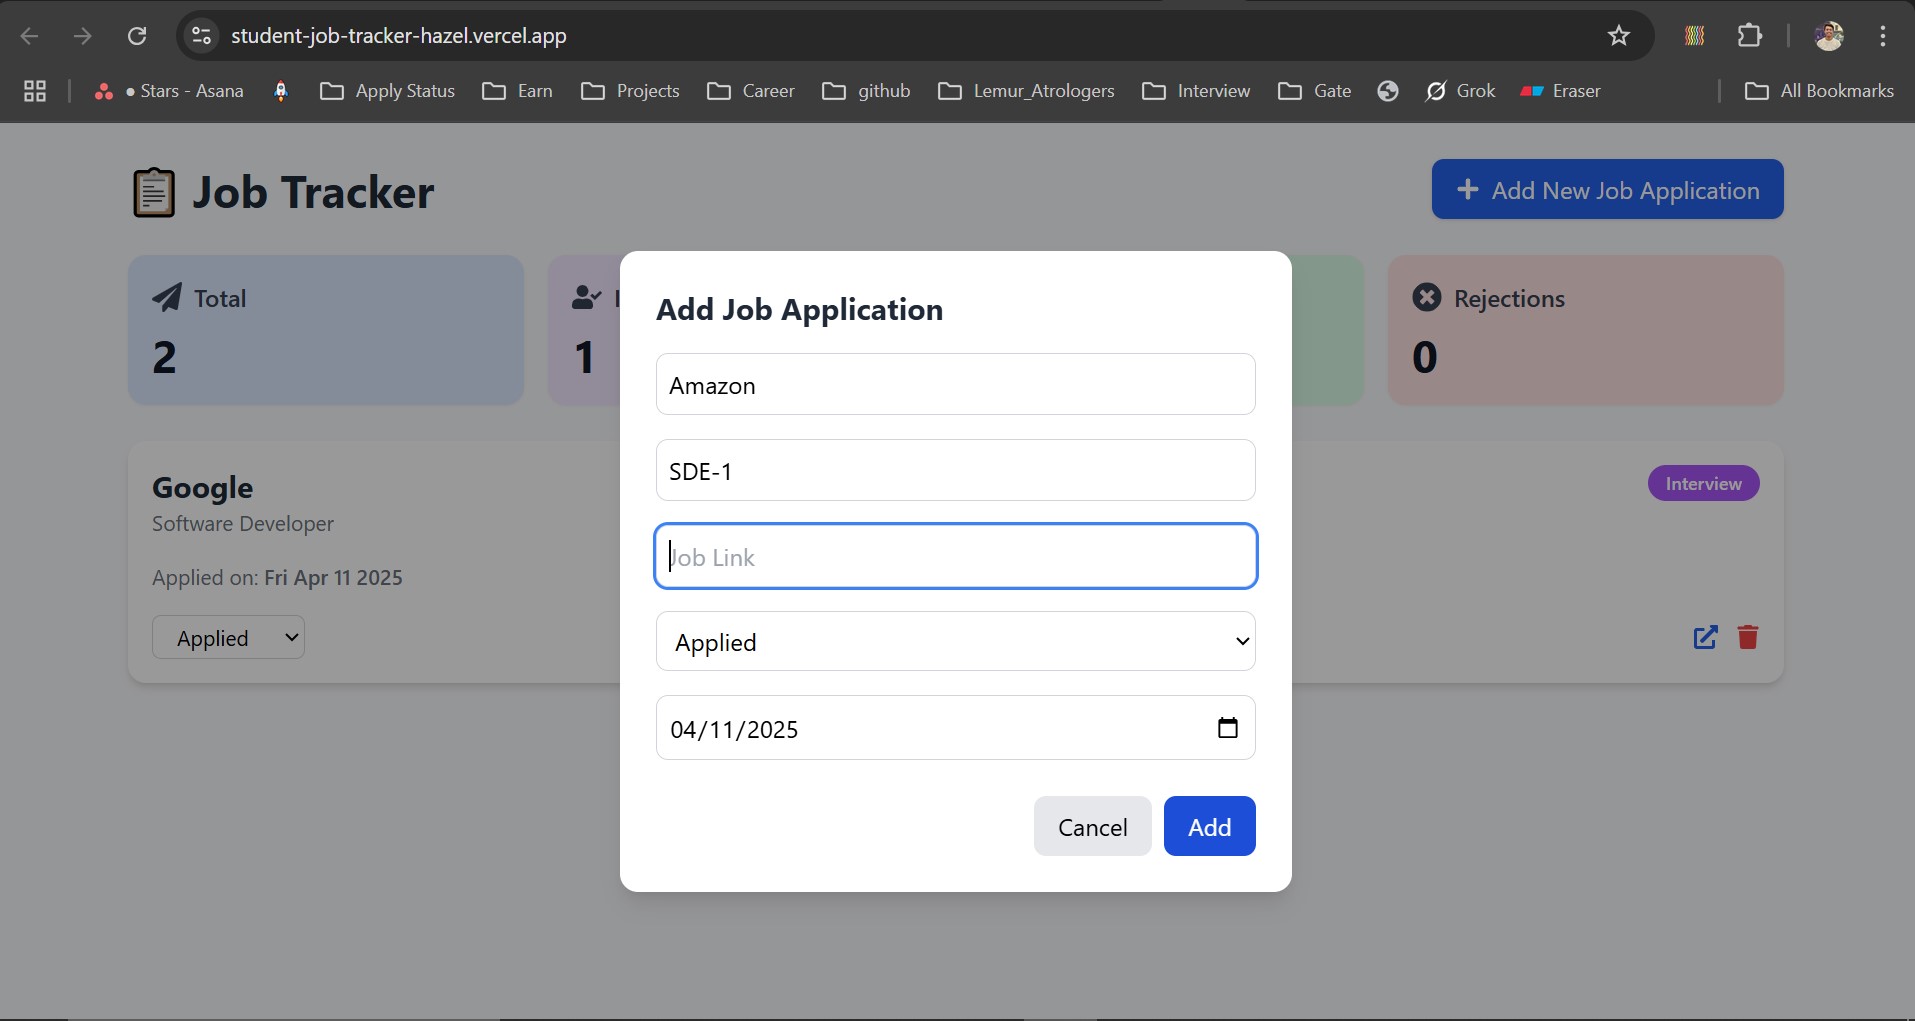 student-job-tracker-hazel.vercel.app
● Stars - Asana
Apply Status
Earn
Projects
Career
github
Lemur_Atrologers
Interview
Gate
Grok
Eraser
All Bookmarks
Job Tracker
+ Add New Job Application
Total
2
1
Rejections
0
Google
Software Developer
Applied on: Fri Apr 11 2025
Applied
Interview
Add Job Application
Amazon
SDE-1
Job Link
Applied
04/11/2025
Cancel
Add